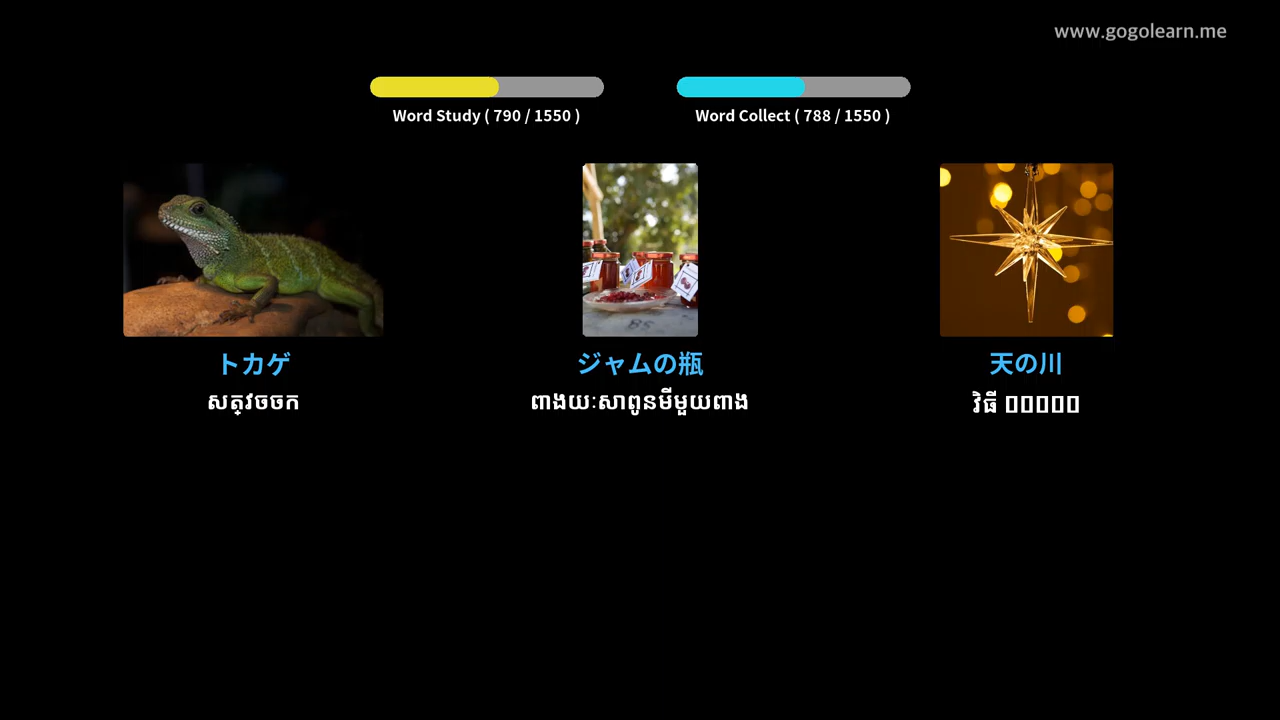 www.gogolearn.me
Word Study ( 790 / 1550 )
Word Collect ( 788 / 1550 )
トカゲ
ジャムの瓶
天の川
សត្វចចក
ពាងយៈសាពូនមីមួយពាង
វិធី